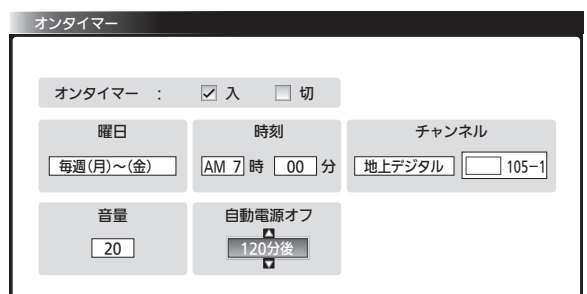 オンタイマー
オンタイマー : 入 切
曜日 時刻 チャンネル
毎週(月)~(金) AM 7 時 00 分 地上デジタル 105-1
音量 自動電源オフ
20 120分後